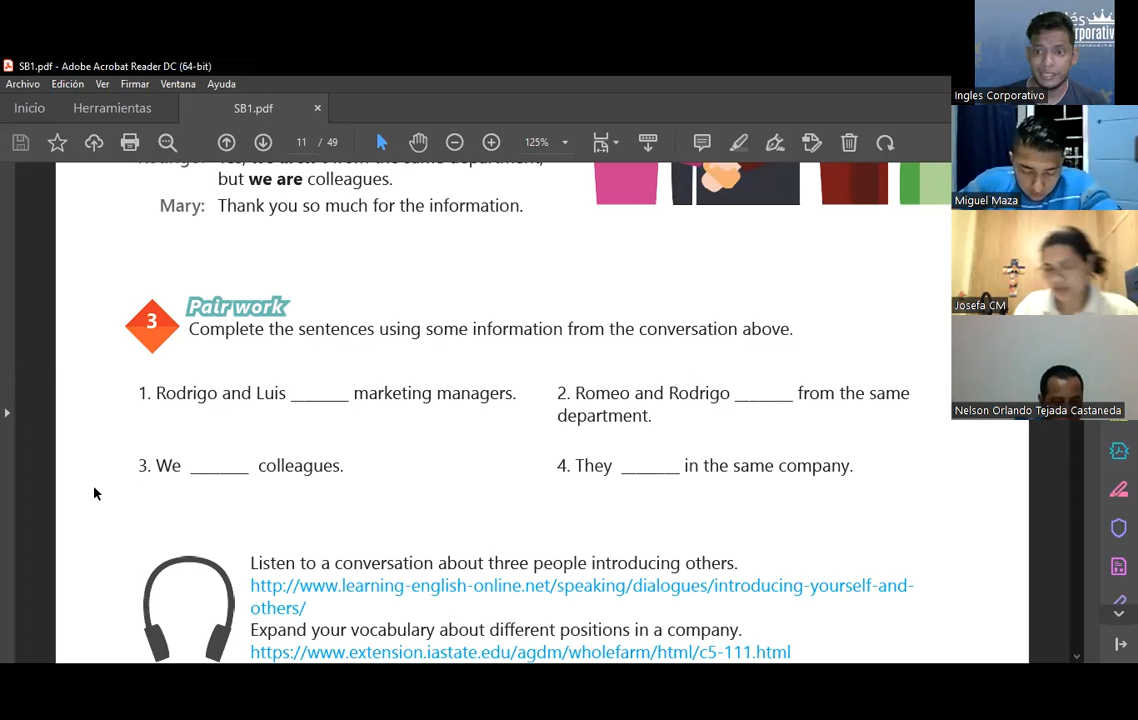 SB1.pdf - Adobe Acrobat Reader DC (64-bit)
Archivo Edición Ver Firmar Ventana Ayuda
Inicio Herramientas SB1.pdf ×
11 / 49 125%
but we are colleagues.
Mary: Thank you so much for the information.
3 Pair work
Complete the sentences using some information from the conversation above.
1. Rodrigo and Luis _______ marketing managers.
2. Romeo and Rodrigo _______ from the same
department.
3. We _______ colleagues.
4. They _______ in the same company.
Listen to a conversation about three people introducing others.
http://www.learning-english-online.net/speaking/dialogues/introducing-yourself-and-
others/
Expand your vocabulary about different positions in a company.
https://www.extension.iastate.edu/agdm/wholefarm/html/c5-111.html
Ingles Corporativo
Miguel Maza
Josefa CM
Nelson Orlando Tejada Castaneda